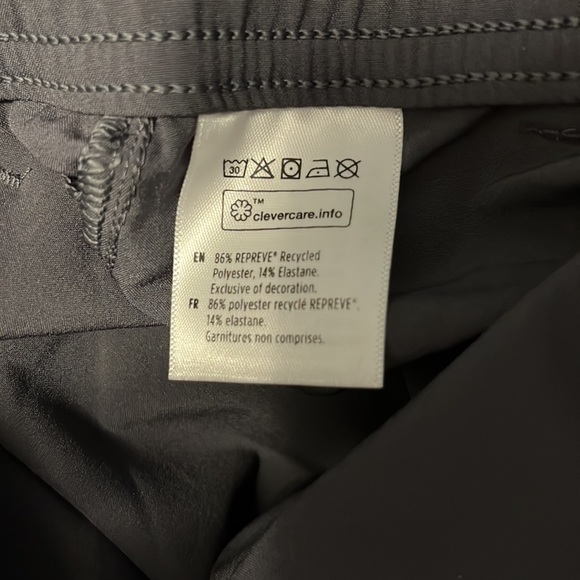 30
TM
clevercare.info
EN 86% REPREVE® Recycled
Polyester, 14% Elastane.
Exclusive of decoration.
FR 86% polyester recyclé REPREVE®,
14% elastane.
Garnitures non comprises.